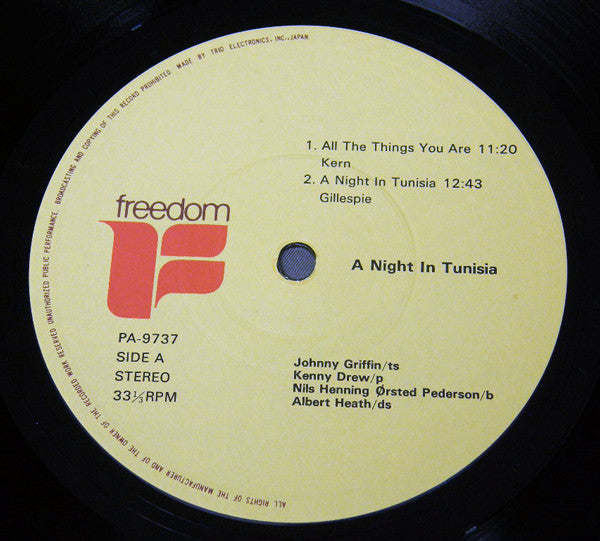 ALL RIGHTS OF THE MANUFACTURER AND OF THE OWNER OF THE RECORDED WORK RESERVED UNAUTHORIZED PUBLIC PERFORMANCE. BROADCASTING AND COPYING OF THIS RECORD PROHIBITED. MADE BY TRIO ELECTRONICS, INC., JAPAN
1. All The Things You Are 11:20
Kern
2. A Night In Tunisia 12:43
Gillespie
freedom
A Night In Tunisia
PA-9737
SIDE A
STEREO
33⅓RPM
Johnny Griffin/ts
Kenny Drew/p
Nils Henning Ørsted Pederson/b
Albert Heath/ds